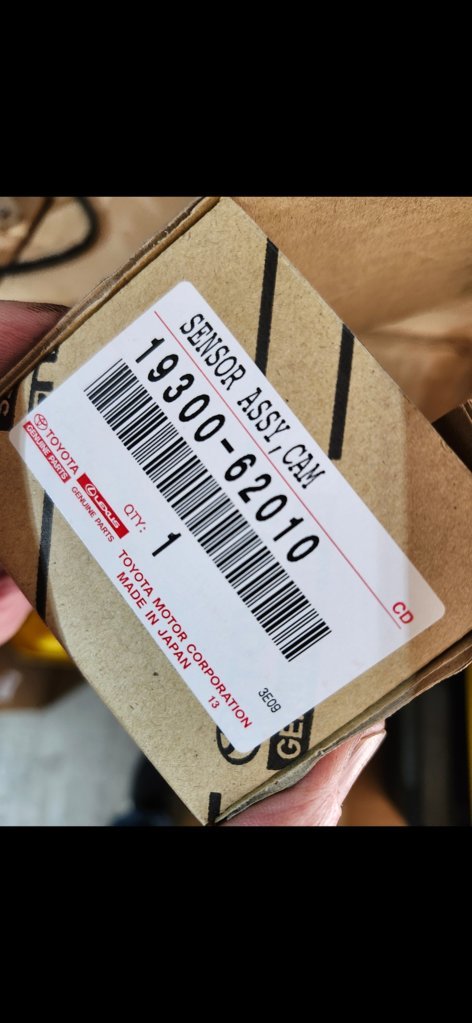 SENSOR ASSY,CAM
19300-62010
CD
TOYOTA
GENUINE PARTS
LEXUS
GENUINE PARTS
QTY:
1
TOYOTA MOTOR CORPORATION
MADE IN JAPAN
13
3E09